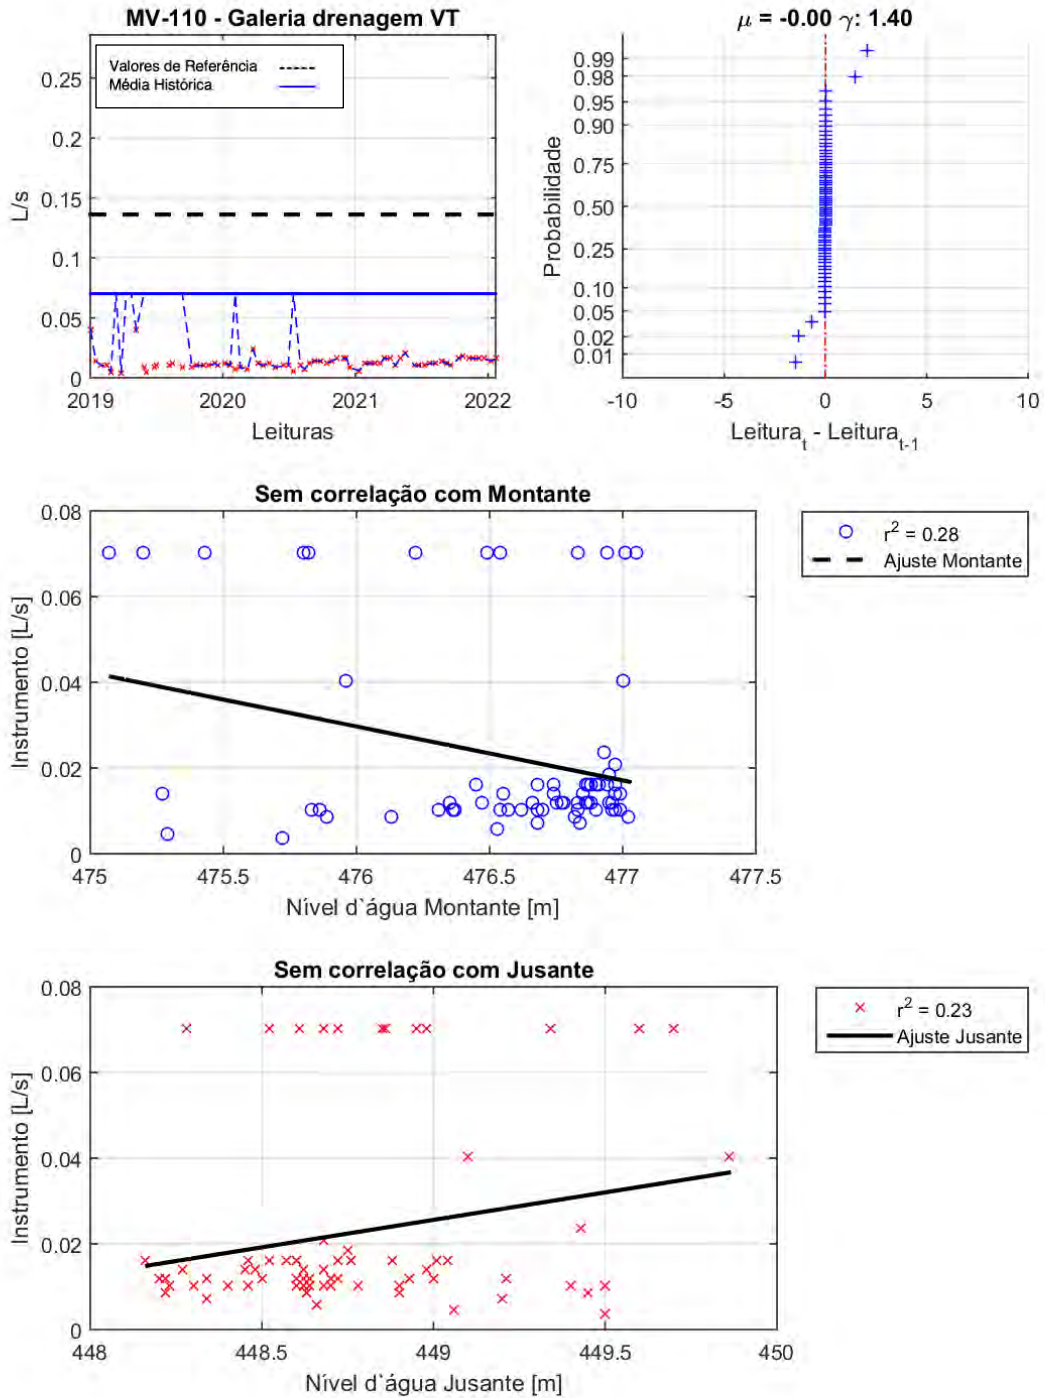 MV-110 - Galeria drenagem VT
Valores de Referência
Média Histórica
L/s
0.25
0.2
0.15
0.1
0.05
0
2019 2020 2021 2022
Leituras
μ = -0.00 γ: 1.40
Probabilidade
0.99
0.98
0.95
0.90
0.75
0.50
0.25
0.10
0.05
0.02
0.01
-10 -5 0 5 10
Leitura_t - Leitura_t-1
Sem correlação com Montante
Instrumento [L/s]
0.08
0.06
0.04
0.02
0
475 475.5 476 476.5 477 477.5
Nível d`água Montante [m]
r² = 0.28
Ajuste Montante
Sem correlação com Jusante
Instrumento [L/s]
0.08
0.06
0.04
0.02
0
448 448.5 449 449.5 450
Nível d`água Jusante [m]
r² = 0.23
Ajuste Jusante